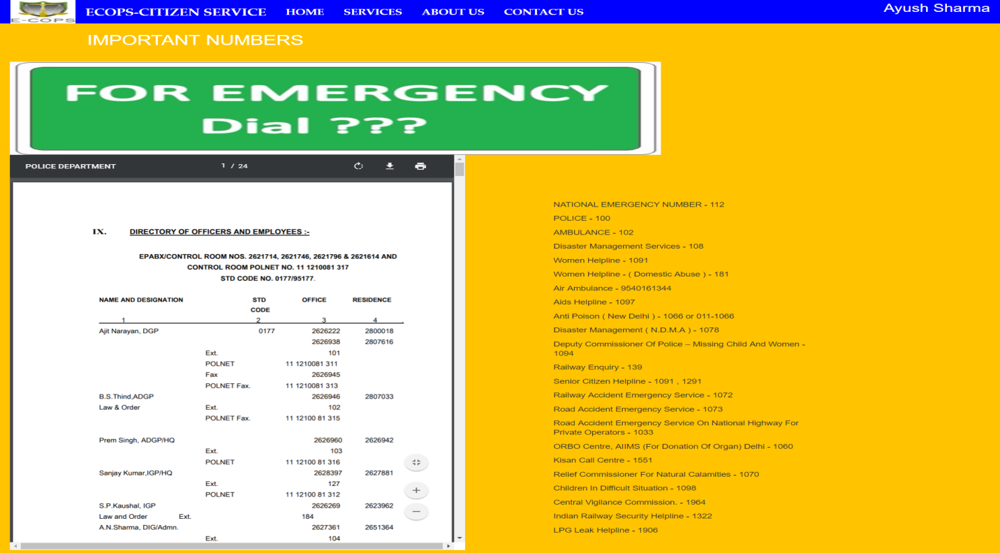 E-COPS
ECOPS-CITIZEN SERVICE HOME SERVICES ABOUT US CONTACT US
Ayush Sharma
IMPORTANT NUMBERS
FOR EMERGENCY
Dial ???
POLICE DEPARTMENT 1 / 24
IX. DIRECTORY OF OFFICERS AND EMPLOYEES :-
EPABX/CONTROL ROOM NOS. 2621714, 2621746, 2621796 & 2621614 AND
CONTROL ROOM POLNET NO. 11 1210081 317
STD CODE NO. 0177/95177.
NAME AND DESIGNATION STD OFFICE RESIDENCE
CODE
1 2 3 4 .
Ajit Narayan, DGP 0177 2626222 2800018
2626938 2807616
Ext. 101
POLNET 11 1210081 311
Fax 2626945
POLNET Fax. 11 1210081 313
B.S.Thind,ADGP 2626946 2807033
Law & Order Ext. 102
POLNET Fax. 11 12100 81 315
Prem Singh, ADGP/HQ 2626960 2626942
Ext. 103
POLNET 11 12100 81 316
Sanjay Kumar,IGP/HQ 2628397 2627881
Ext. 127
POLNET 11 12100 81 312
S.P.Kaushal, IGP 2626269 2623962
Law and Order Ext. 184
A.N.Sharma, DIG/Admn. 2627361 2651364
Ext. 104
NATIONAL EMERGENCY NUMBER - 112
POLICE - 100
AMBULANCE - 102
Disaster Management Services - 108
Women Helpline - 1091
Women Helpline - ( Domestic Abuse ) - 181
Air Ambulance - 9540161344
Aids Helpline - 1097
Anti Poison ( New Delhi ) - 1066 or 011-1066
Disaster Management ( N.D.M.A ) - 1078
Deputy Commissioner Of Police – Missing Child And Women -
1094
Railway Enquiry - 139
Senior Citizen Helpline - 1091 , 1291
Railway Accident Emergency Service - 1072
Road Accident Emergency Service - 1073
Road Accident Emergency Service On National Highway For
Private Operators - 1033
ORBO Centre, AIIMS (For Donation Of Organ) Delhi - 1060
Kisan Call Centre - 1551
Relief Commissioner For Natural Calamities - 1070
Children In Difficult Situation - 1098
Central Vigilance Commission. - 1964
Indian Railway Security Helpline - 1322
LPG Leak Helpline - 1906